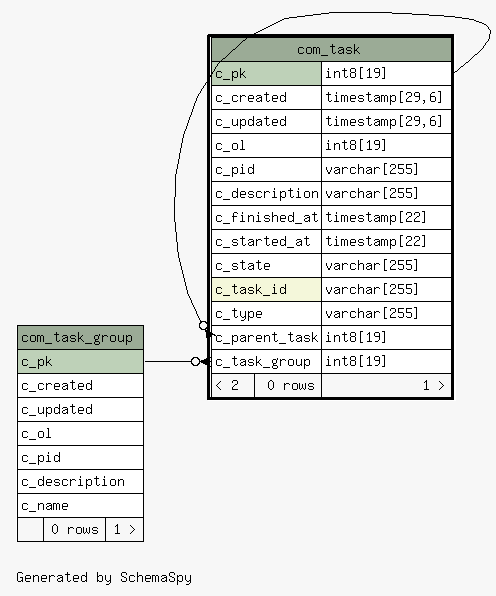 com_task
c_pk int8[19]
c_created timestamp[29,6]
c_updated timestamp[29,6]
c_ol int8[19]
c_pid varchar[255]
c_description varchar[255]
c_finished_at timestamp[22]
c_started_at timestamp[22]
c_state varchar[255]
c_task_id varchar[255]
c_type varchar[255]
c_parent_task int8[19]
c_task_group int8[19]
< 2 0 rows 1 >
com_task_group
c_pk
c_created
c_updated
c_ol
c_pid
c_description
c_name
0 rows 1 >
Generated by SchemaSpy